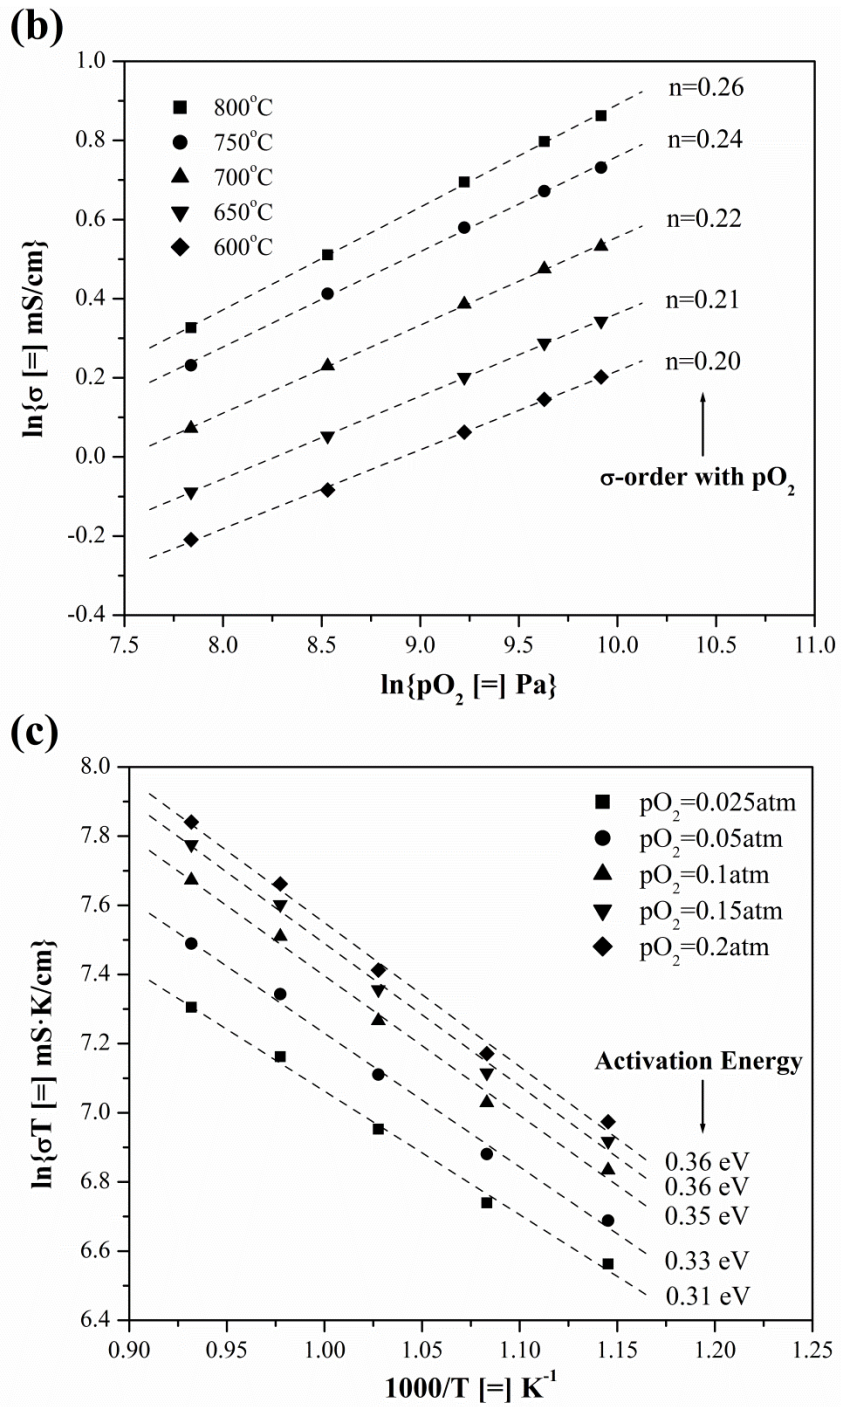 (b)
1.0
0.8
0.6
0.4
0.2
0.0
-0.2
-0.4
ln{σ [=] mS/cm}
800°C
750°C
700°C
650°C
600°C
n=0.26
n=0.24
n=0.22
n=0.21
n=0.20
σ-order with pO₂
7.5 8.0 8.5 9.0 9.5 10.0 10.5 11.0
ln{pO₂ [=] Pa}
(c)
8.0
7.8
7.6
7.4
7.2
7.0
6.8
6.6
6.4
ln{σT [=] mS·K/cm}
pO₂=0.025atm
pO₂=0.05atm
pO₂=0.1atm
pO₂=0.15atm
pO₂=0.2atm
Activation Energy
0.36 eV
0.36 eV
0.35 eV
0.33 eV
0.31 eV
0.90 0.95 1.00 1.05 1.10 1.15 1.20 1.25
1000/T [=] K⁻¹